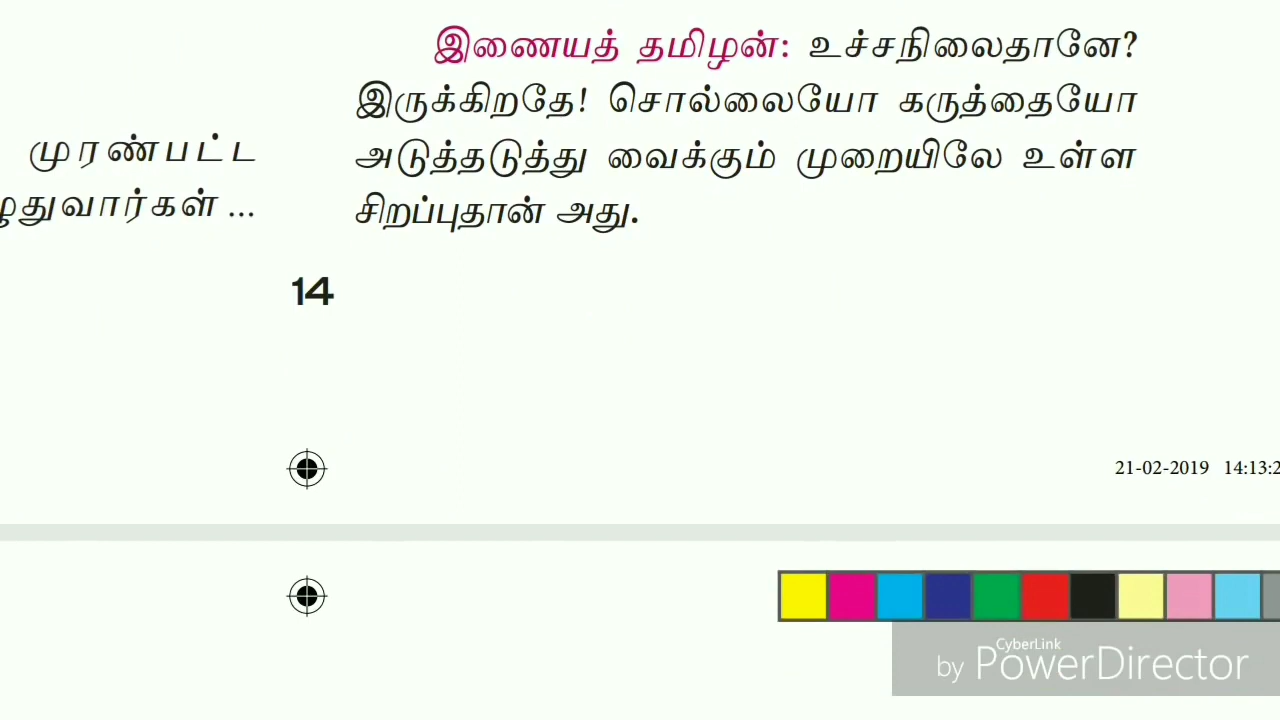 முரண்பட்ட
துவார்கள் ...
இணையத் தமிழன்: உச்சநிலைதானே?
இருக்கிறதே! சொல்லையோ கருத்தையோ
அடுத்தடுத்து வைக்கும் முறையிலே உள்ள
சிறப்புதான் அது.
14
21-02-2019 14:13:2
CyberLink
by PowerDirector